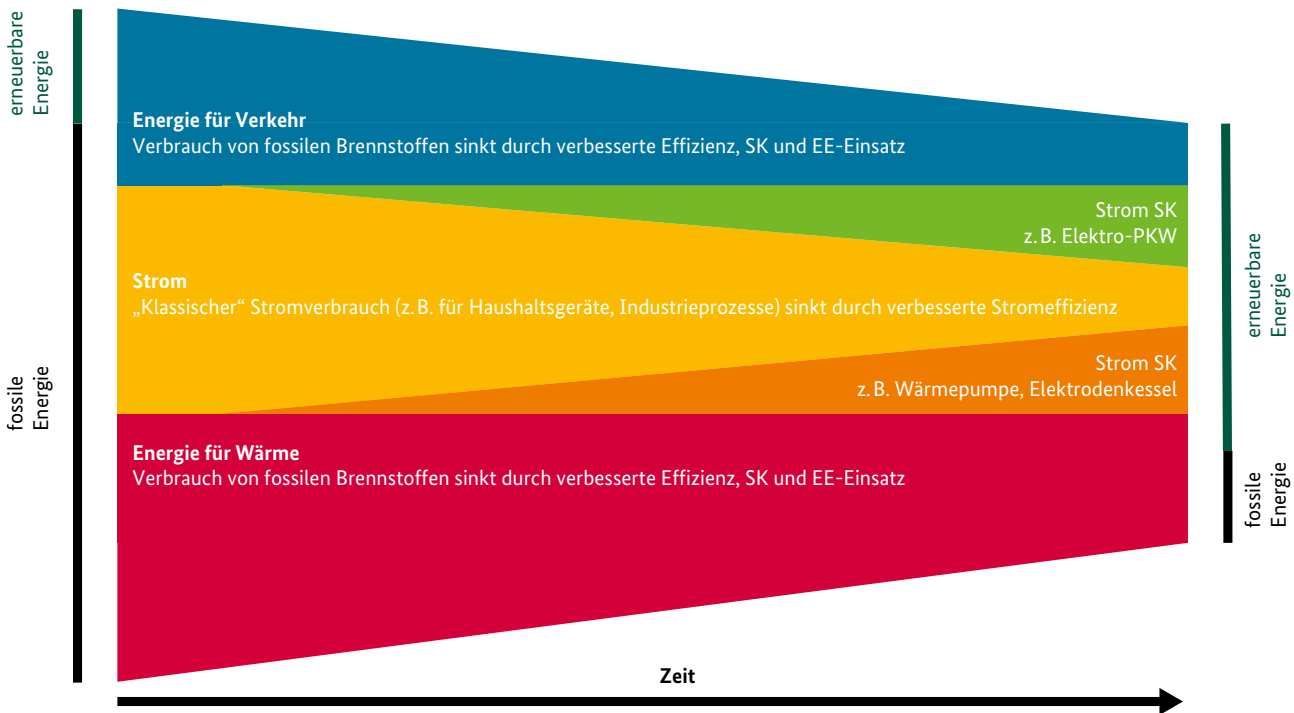 erneuerbare
Energie
fossile
Energie
Energie für Verkehr
Verbrauch von fossilen Brennstoffen sinkt durch verbesserte Effizienz, SK und EE-Einsatz
Strom SK
z. B. Elektro-PKW
Strom
„Klassischer“ Stromverbrauch (z. B. für Haushaltsgeräte, Industrieprozesse) sinkt durch verbesserte Stromeffizienz
Strom SK
z. B. Wärmepumpe, Elektrodenkessel
Energie für Wärme
Verbrauch von fossilen Brennstoffen sinkt durch verbesserte Effizienz, SK und EE-Einsatz
erneuerbare
Energie
fossile
Energie
Zeit